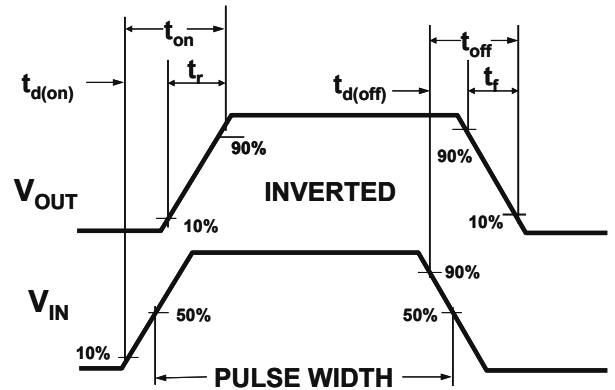 t_on
t_off
t_d(on)
t_r
t_d(off)
t_f
90%
90%
V_OUT
INVERTED
10%
10%
90%
V_IN
50%
50%
10%
PULSE WIDTH